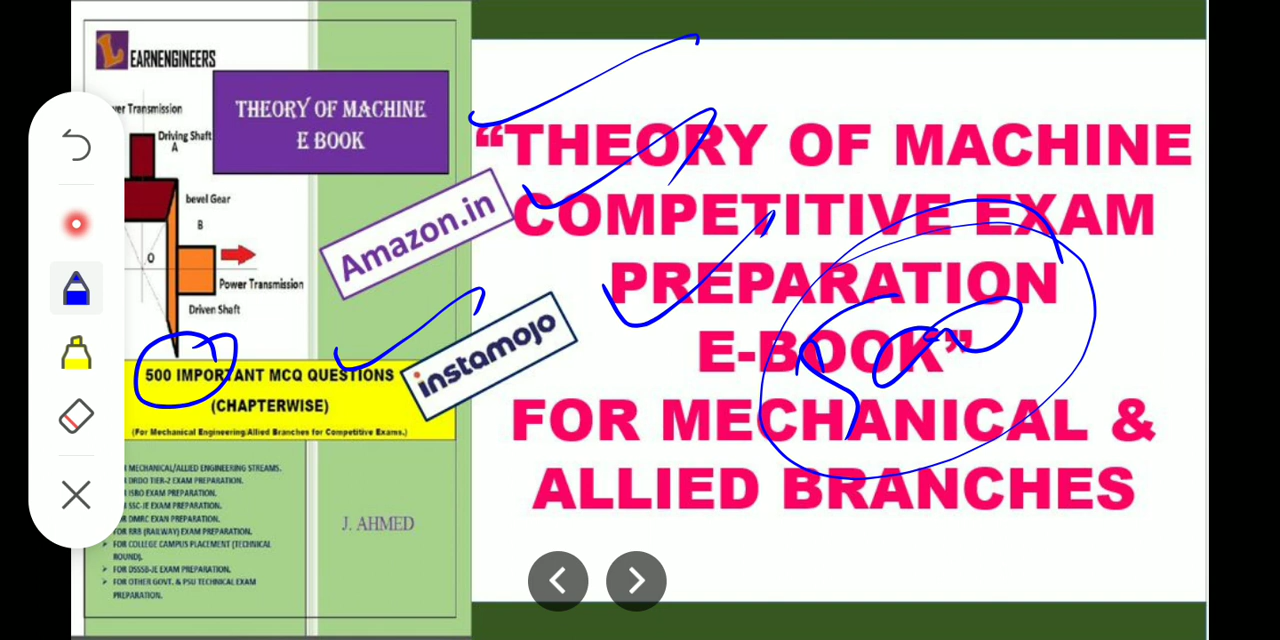 LEARNENGINEERS
THEORY OF MACHINE
E BOOK
er Transmission
Driving Shaft
A
bevel Gear
B
O
Power Transmission
Driven Shaft
Amazon.in
instamojo
500 IMPORTANT MCQ QUESTIONS
(CHAPTERWISE)
(For Mechanical Engineering/Allied Branches for Competitive Exams.)
MECHANICAL/ALLIED ENGINEERING STREAMS.
DRDO TIER-2 EXAM PREPARATION.
ISRO EXAM PREPARATION.
SSC-JE EXAM PREPARATION.
DMRC EXAN PREPARATION.
FOR RRB (RAILWAY) EXAM PREPARATION.
FOR COLLEGE CAMPUS PLACEMENT (TECHNICAL
ROUND).
FOR DSSSB-JE EXAM PREPARATION.
FOR OTHER GOVT. & PSU TECHNICAL EXAM
PREPARATION.
J. AHMED
“THEORY OF MACHINE
COMPETITIVE EXAM
PREPARATION
E-BOOK”
FOR MECHANICAL &
ALLIED BRANCHES
500